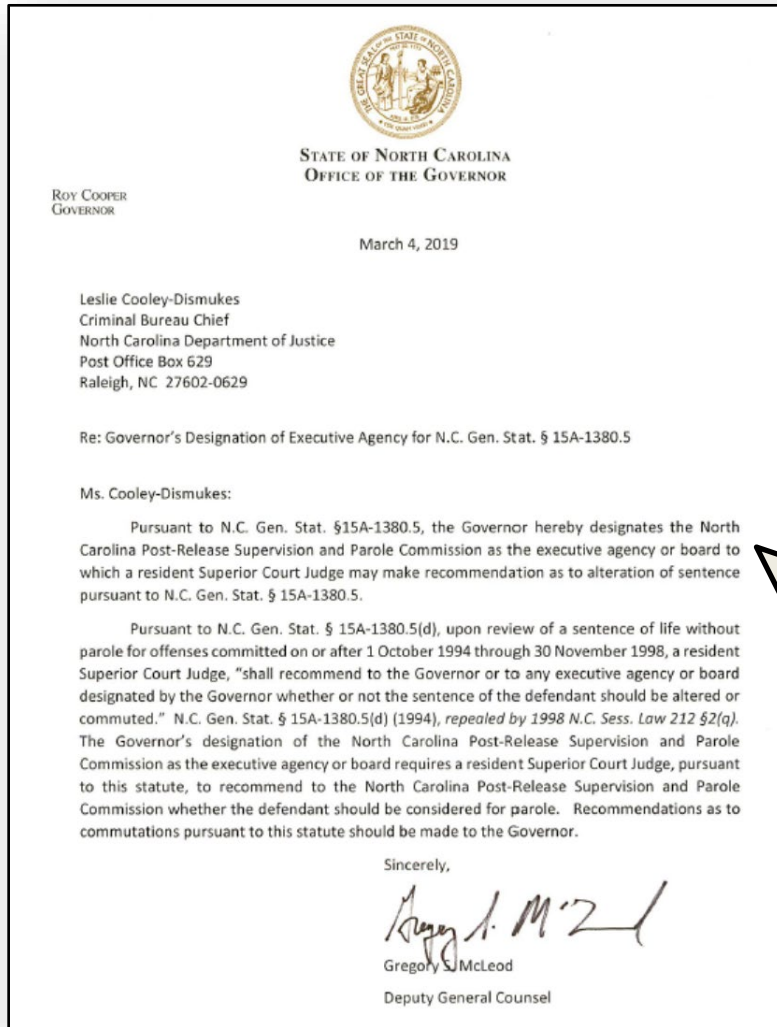 STATE OF NORTH CAROLINA
OFFICE OF THE GOVERNOR
ROY COOPER
GOVERNOR
March 4, 2019
Leslie Cooley-Dismukes
Criminal Bureau Chief
North Carolina Department of Justice
Post Office Box 629
Raleigh, NC 27602-0629
Re: Governor's Designation of Executive Agency for N.C. Gen. Stat. § 15A-1380.5
Ms. Cooley-Dismukes:
Pursuant to N.C. Gen. Stat. §15A-1380.5, the Governor hereby designates the North
Carolina Post-Release Supervision and Parole Commission as the executive agency or board to
which a resident Superior Court Judge may make recommendation as to alteration of sentence
pursuant to N.C. Gen. Stat. § 15A-1380.5.
Pursuant to N.C. Gen. Stat. § 15A-1380.5(d), upon review of a sentence of life without
parole for offenses committed on or after 1 October 1994 through 30 November 1998, a resident
Superior Court Judge, "shall recommend to the Governor or to any executive agency or board
designated by the Governor whether or not the sentence of the defendant should be altered or
commuted." N.C. Gen. Stat. § 15A-1380.5(d) (1994), repealed by 1998 N.C. Sess. Law 212 §2(q).
The Governor's designation of the North Carolina Post-Release Supervision and Parole
Commission as the executive agency or board requires a resident Superior Court Judge, pursuant
to this statute, to recommend to the North Carolina Post-Release Supervision and Parole
Commission whether the defendant should be considered for parole. Recommendations as to
commutations pursuant to this statute should be made to the Governor.
Sincerely,
Gregory S. McLeod
Deputy General Counsel